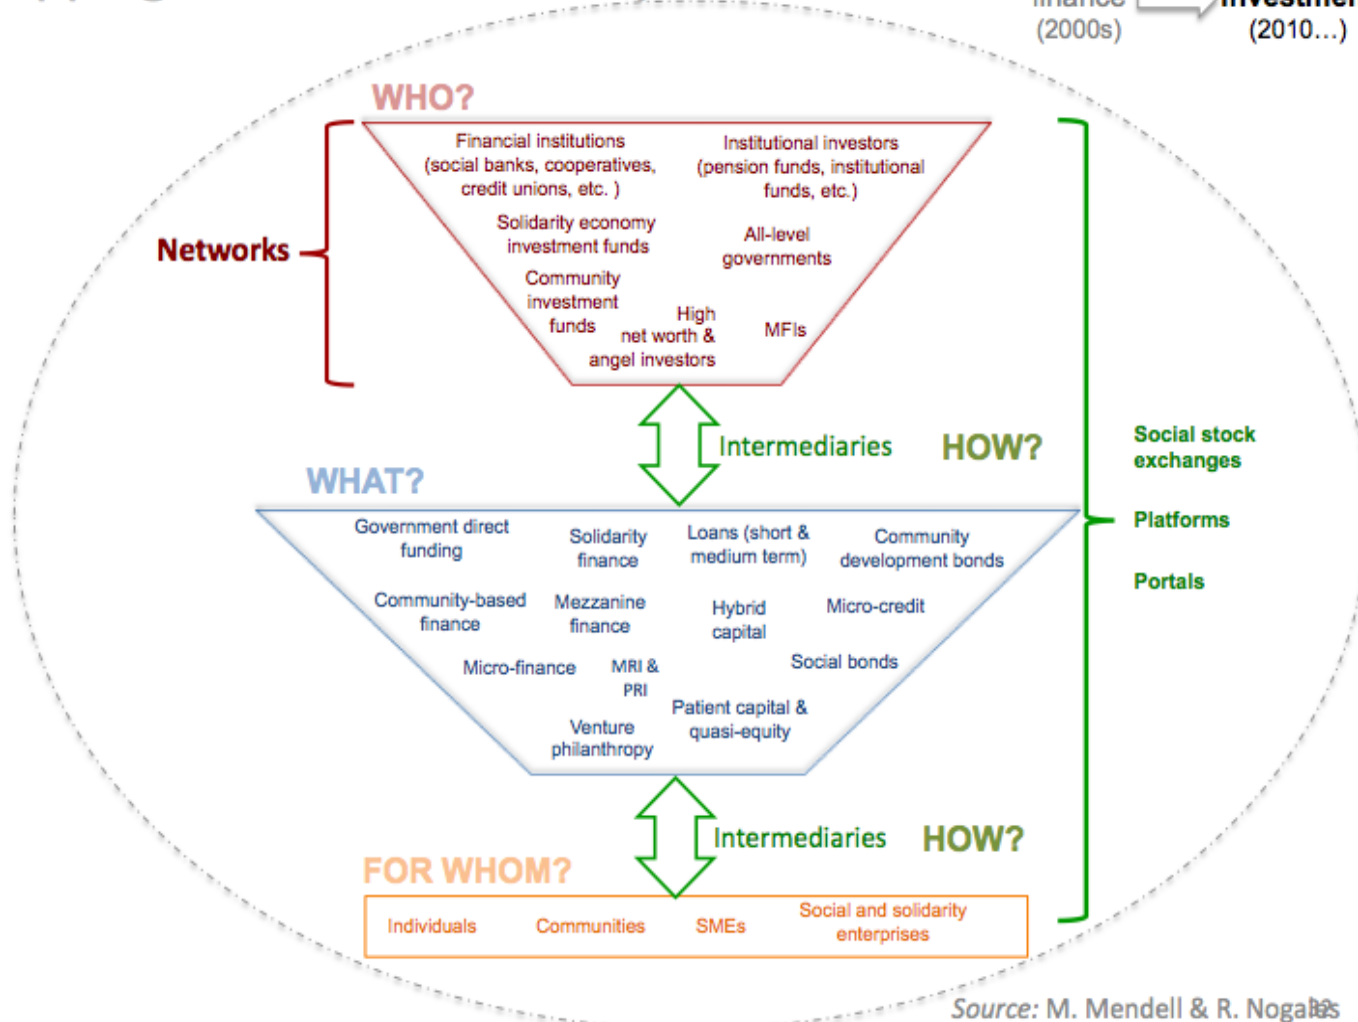 finance
investment
(2000s)
(2010...)
WHO?
Financial institutions
(social banks, cooperatives,
credit unions, etc. )
Institutional investors
(pension funds, institutional
funds, etc.)
Solidarity economy
investment funds
All-level
governments
Networks
Community
investment
funds
High
net worth &
angel investors
MFIs
Intermediaries
HOW?
Social stock
exchanges
Platforms
Portals
WHAT?
Government direct
funding
Solidarity
finance
Loans (short &
medium term)
Community
development bonds
Community-based
finance
Mezzanine
finance
Hybrid
capital
Micro-credit
Micro-finance
MRI &
PRI
Social bonds
Venture
philanthropy
Patient capital &
quasi-equity
Intermediaries
HOW?
FOR WHOM?
Individuals
Communities
SMEs
Social and solidarity
enterprises
Source: M. Mendell & R. Nogales
32